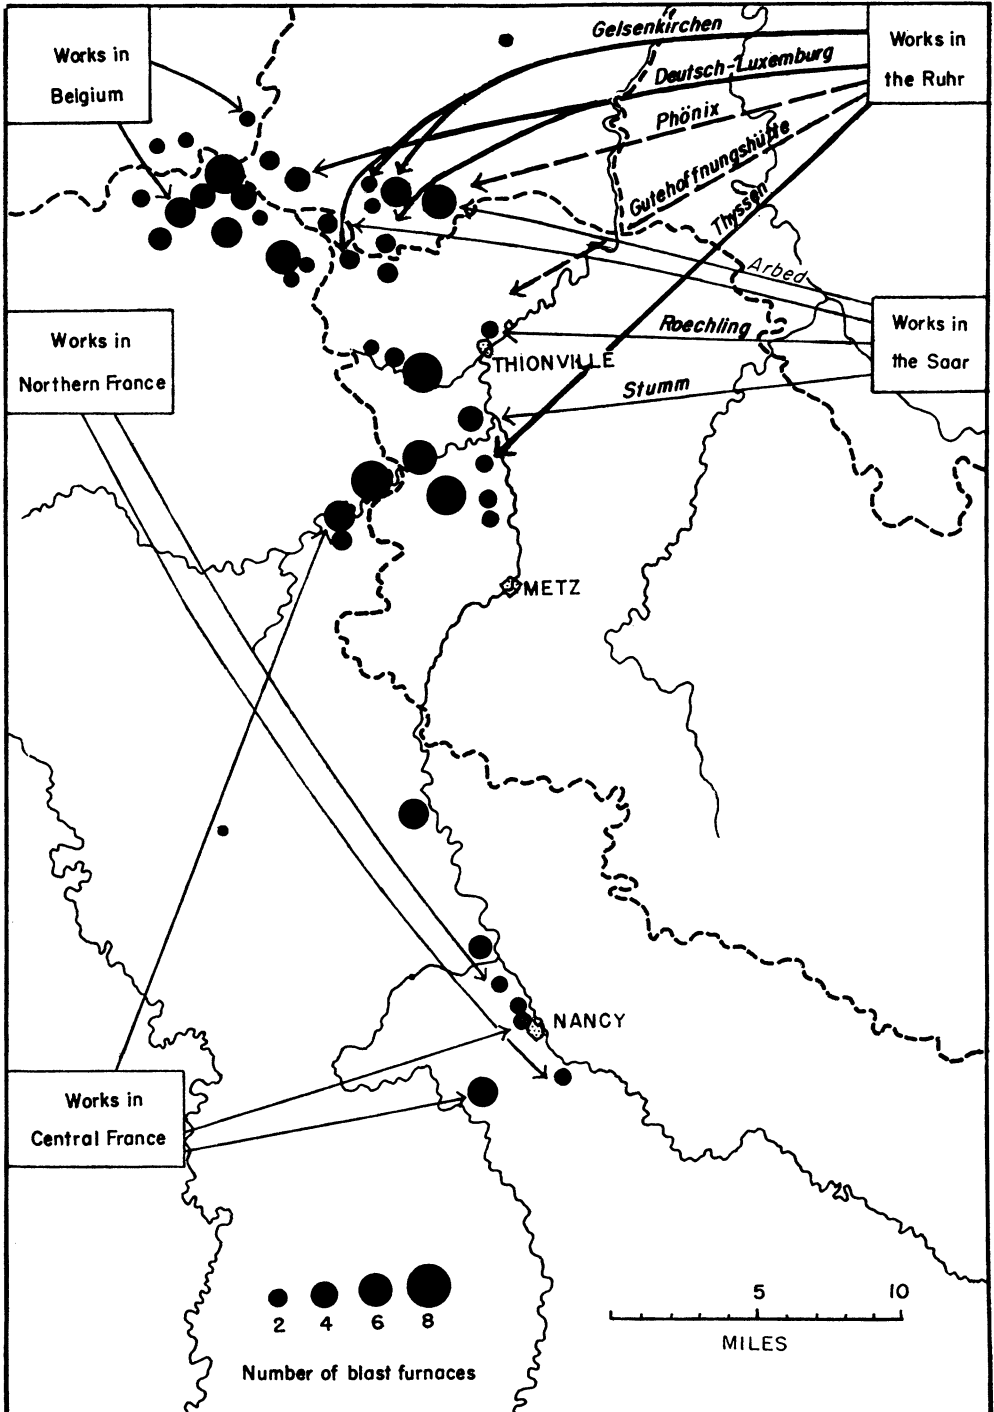 Works in
Belgium
Gelsenkirchen
Deutsch-Luxemburg
Phönix
Gutehoffnungshütte
Thyssen
Works in
the Ruhr
Arbed
Roechling
Stumm
Works in
the Saar
Works in
Northern France
THIONVILLE
METZ
NANCY
Works in
Central France
2 4 6 8
Number of blast furnaces
5 10
MILES